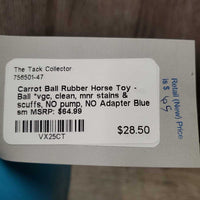 The Tack Collector
756501-47
Carrot Ball Rubber Horse Toy -
Ball *vgc, clean, mnr stains &
scuffs, NO pump, NO Adapter Blue
sm MSRP: $64.99
VX25CT
$28.50
Retail (New) Price
is $